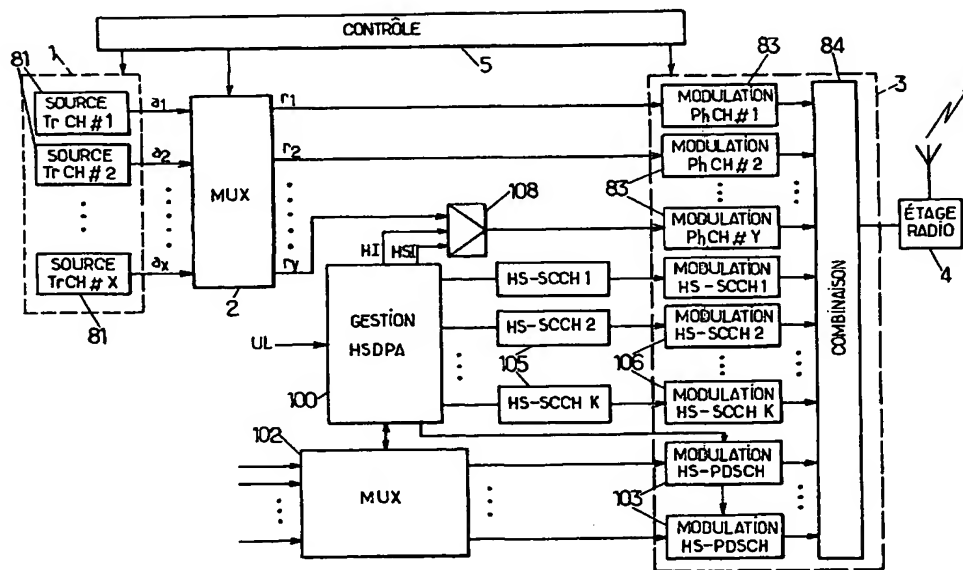 CONTRÔLE
5
1
81
SOURCE
TrCH#1
a1
SOURCE
TrCH#2
a2
SOURCE
TrCH#X
ax
81
MUX
2
r1
r2
ry
HI
HSI
108
83
84
3
MODULATION
PhCH#1
MODULATION
PhCH#2
83
MODULATION
PhCH#Y
COMBINAISON
ÉTAGE
RADIO
4
UL
GESTION
HSDPA
100
HS-SCCH 1
HS-SCCH 2
105
HS-SCCH K
MODULATION
HS-SCCH1
MODULATION
HS-SCCH 2
106
MODULATION
HS-SCCH K
102
MUX
MODULATION
HS-PDSCH
103
MODULATION
HS-PDSCH